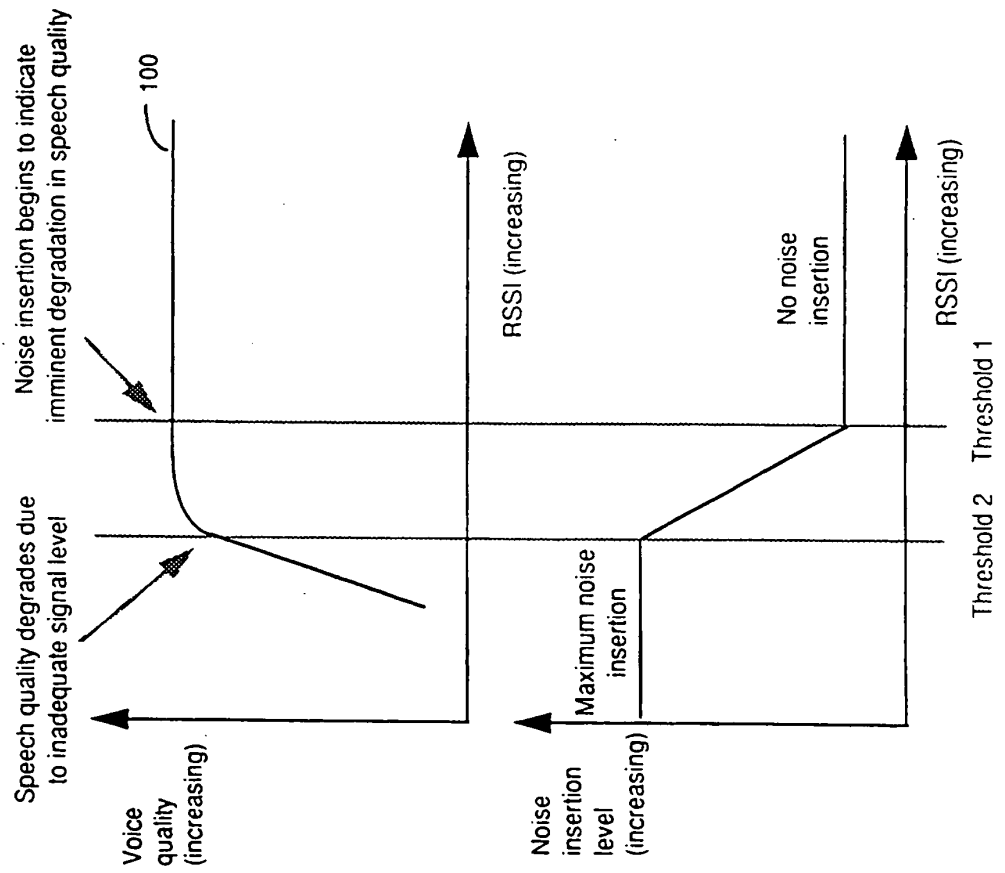 Speech quality degrades due
to inadequate signal level
Noise insertion begins to indicate
imminent degradation in speech quality
100
Voice
quality
(increasing)
RSSI (increasing)
Noise
insertion
level
(increasing)
Maximum noise
insertion
No noise
insertion
RSSI (increasing)
Threshold 2
Threshold 1